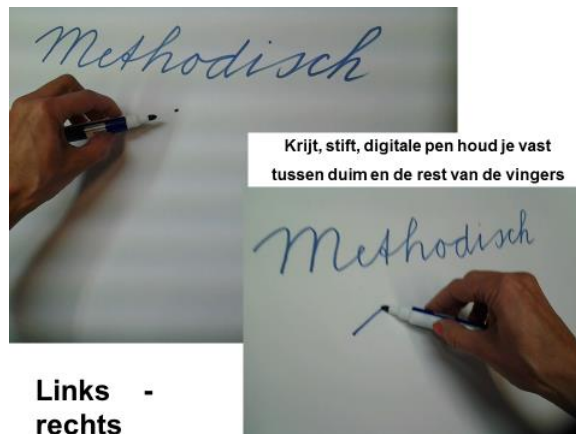 Methodisch
Krijt, stift, digitale pen houd je vast
tussen duim en de rest van de vingers
Methodisch
Links -
rechts